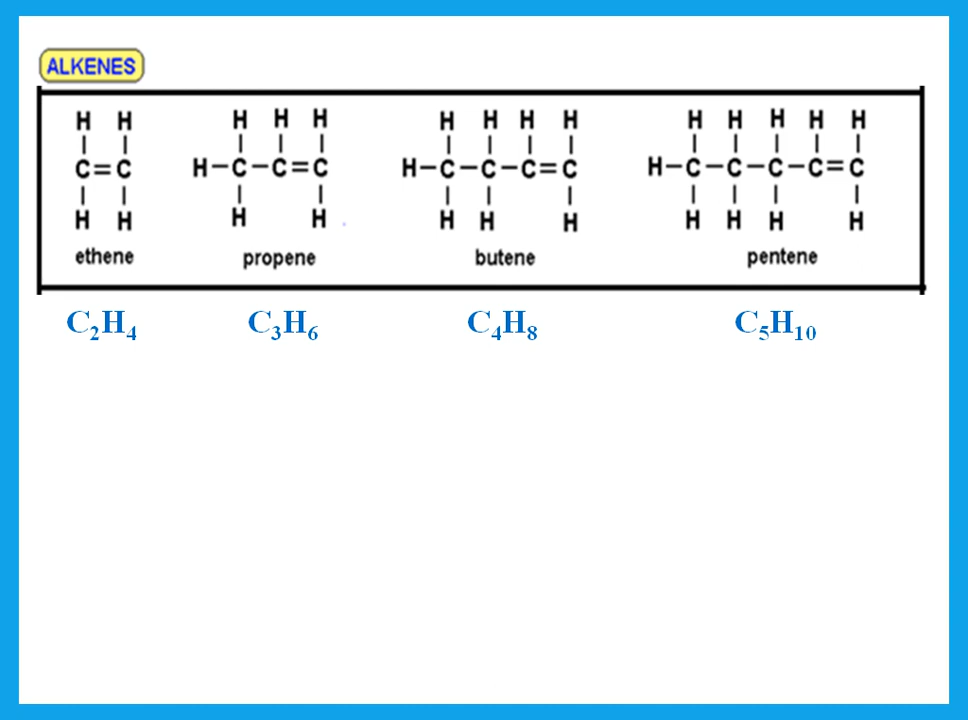 ALKENES
H H H H H H H H H H H H H H
C=C H-C-C=C H-C-C-C=C H-C-C-C-C=C
H H H H H H H H H H H
ethene propene butene pentene
C₂H₄ C₃H₆ C₄H₈ C₅H₁₀